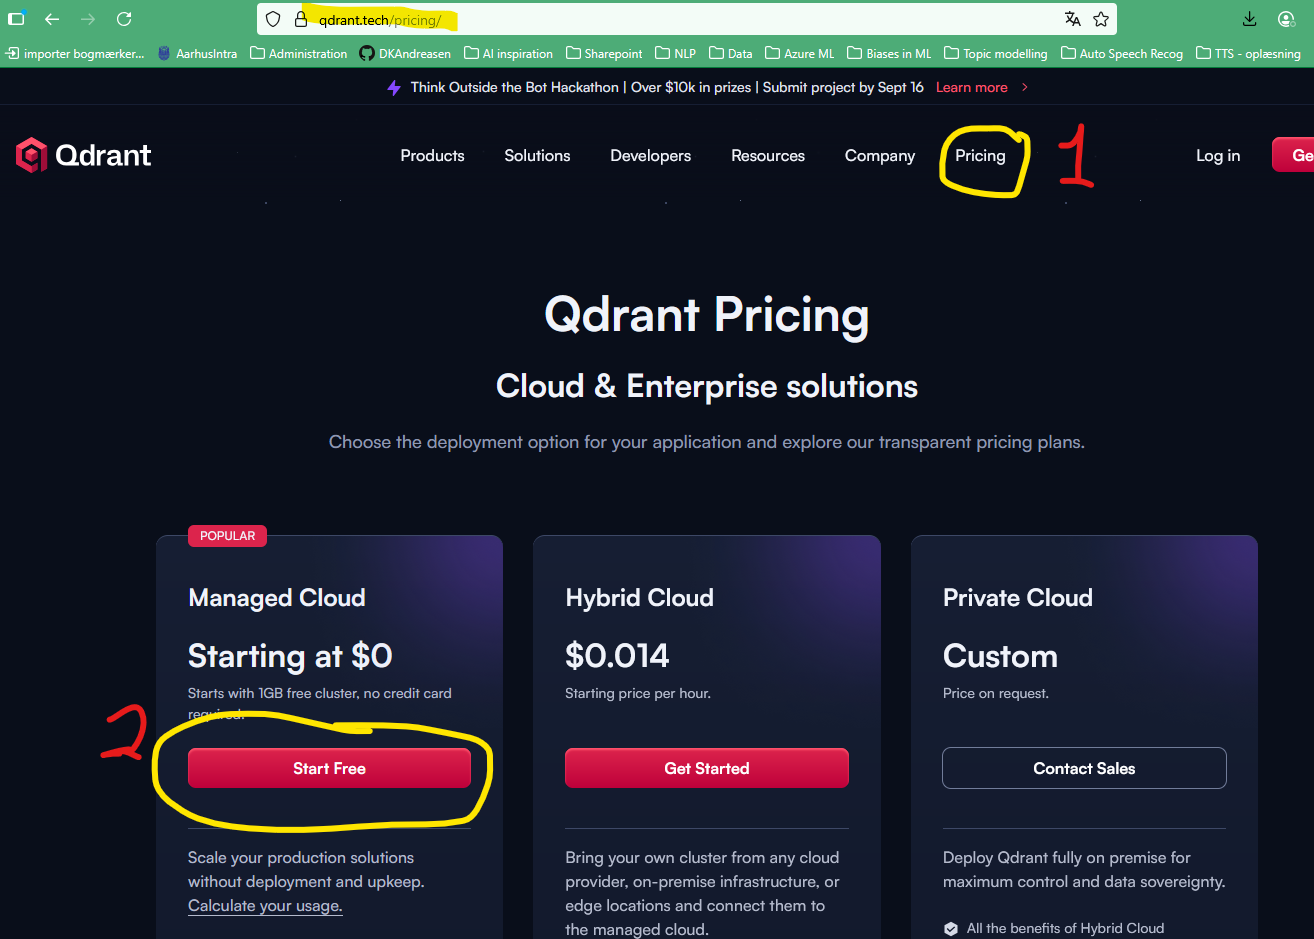 qdrant.tech/pricing/
importer bogmærker... AarhusIntra Administration DKAndreasen AI inspiration Sharepoint NLP Data Azure ML Biases in ML Topic modelling Auto Speech Recog TTS - oplæsning
Think Outside the Bot Hackathon | Over $10k in prizes | Submit project by Sept 16 Learn more
Qdrant Products Solutions Developers Resources Company Pricing 1 Log in Ge
Qdrant Pricing
Cloud & Enterprise solutions
Choose the deployment option for your application and explore our transparent pricing plans.
POPULAR
Managed Cloud
Starting at $0
Starts with 1GB free cluster, no credit card
required.
2
Start Free
Scale your production solutions
without deployment and upkeep.
Calculate your usage.
Hybrid Cloud
$0.014
Starting price per hour.
Get Started
Bring your own cluster from any cloud
provider, on-premise infrastructure, or
edge locations and connect them to
the managed cloud.
Private Cloud
Custom
Price on request.
Contact Sales
Deploy Qdrant fully on premise for
maximum control and data sovereignty.
All the benefits of Hybrid Cloud